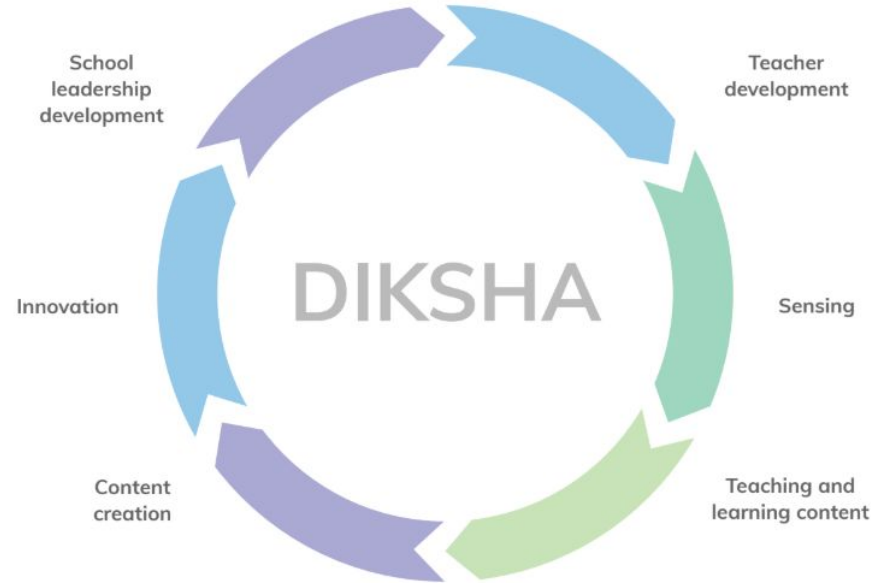 School
leadership
development
Teacher
development
Innovation
DIKSHA
Sensing
Content
creation
Teaching and
learning content